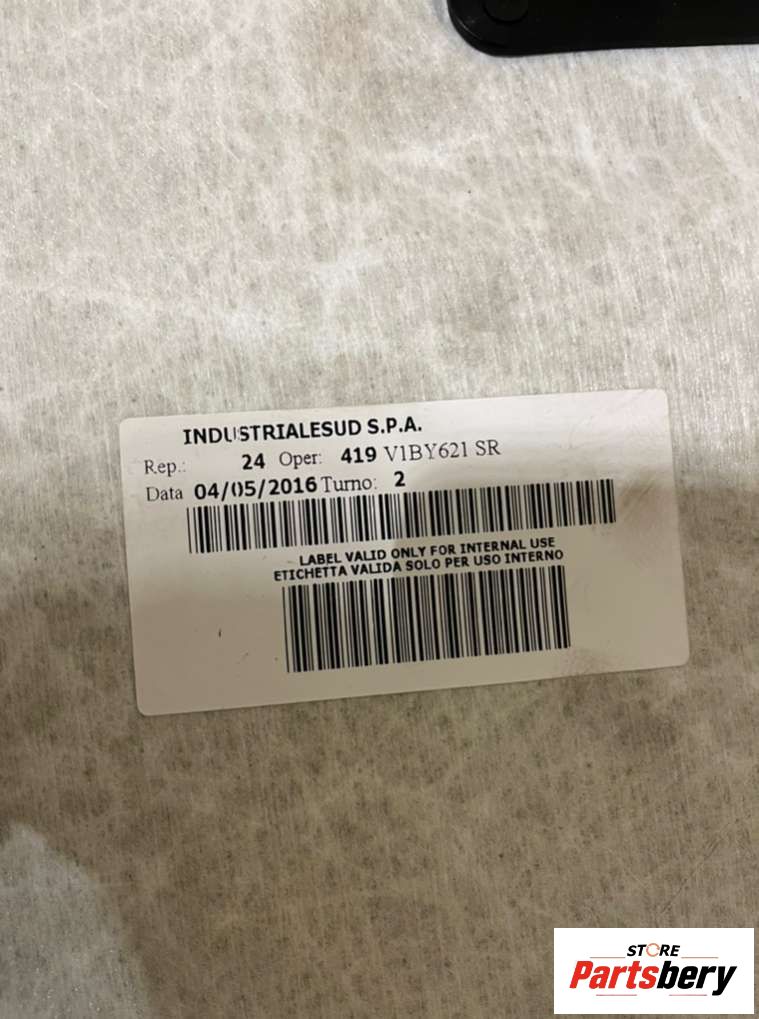 INDUSTRIALESUD S.P.A.
Rep.: 24 Oper: 419 V1BY621 SR
Data 04/05/2016 Turno: 2
LABEL VALID ONLY FOR INTERNAL USE
ETICHETTA VALIDA SOLO PER USO INTERNO
STORE
Partsbery